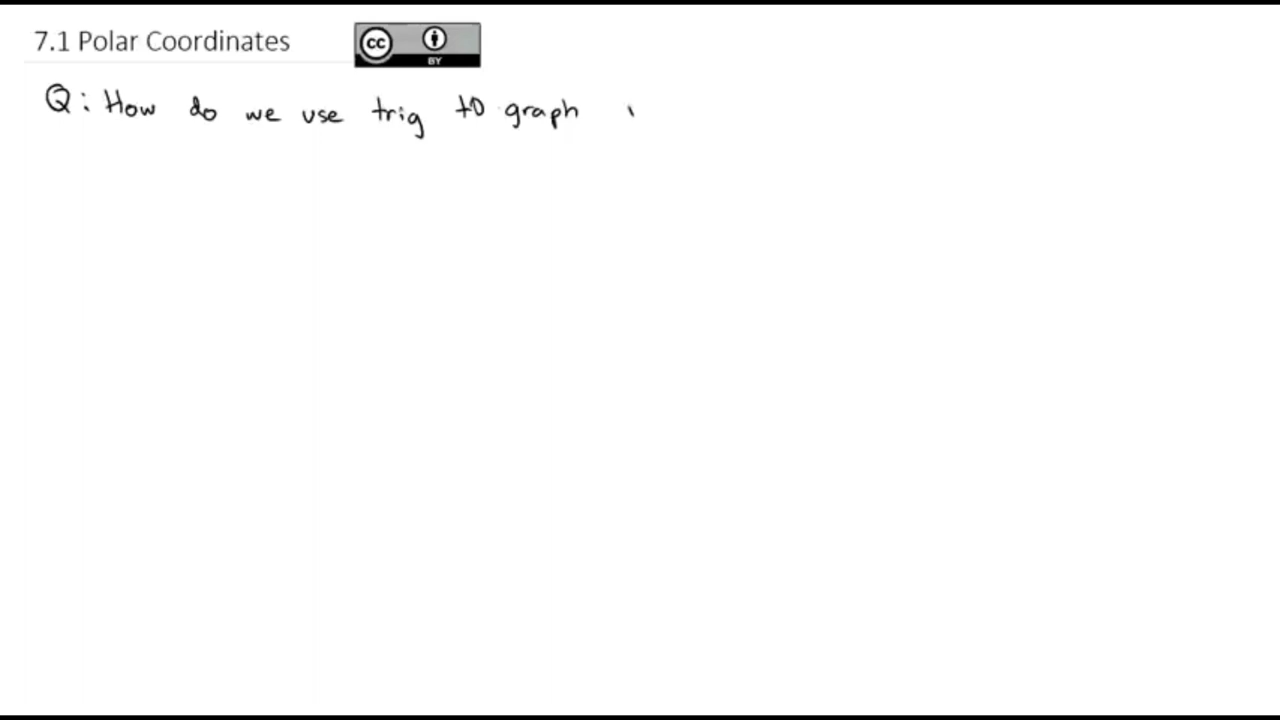 7.1 Polar Coordinates
cc BY
Q: How do we use trig to graph